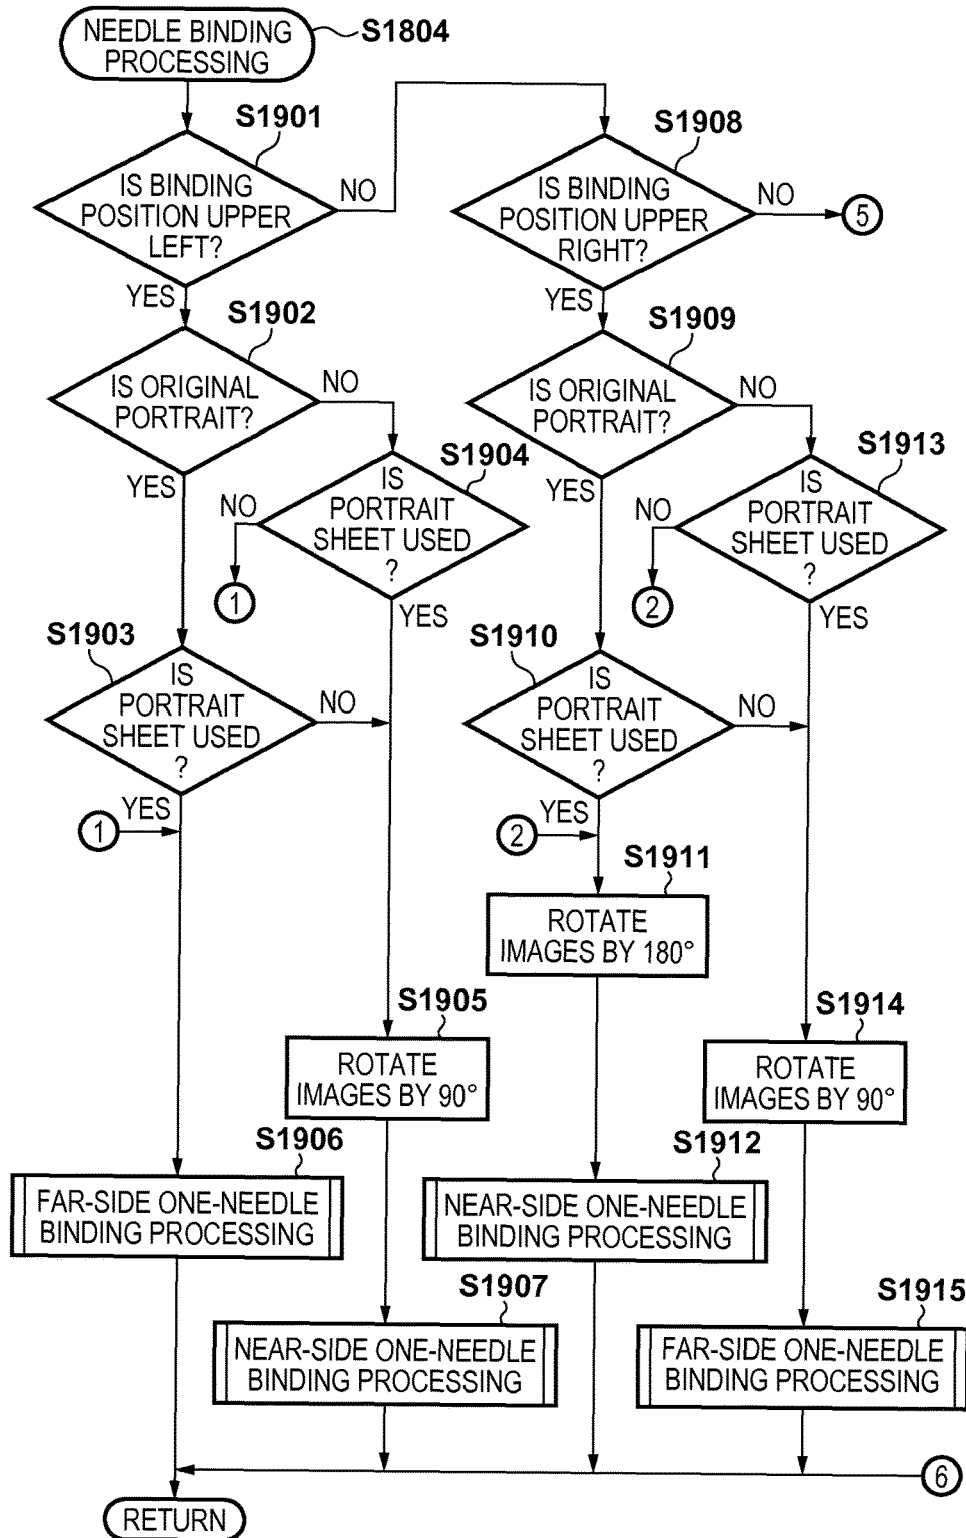 NEEDLE BINDING
PROCESSING
S1804
S1901
IS BINDING
POSITION UPPER
LEFT?
NO
YES
S1908
IS BINDING
POSITION UPPER
RIGHT?
NO
5
YES
S1902
IS ORIGINAL
PORTRAIT?
NO
YES
S1904
IS
PORTRAIT
SHEET USED
?
NO
1
YES
S1909
IS ORIGINAL
PORTRAIT?
NO
YES
S1913
IS
PORTRAIT
SHEET USED
?
NO
2
YES
S1903
IS
PORTRAIT
SHEET USED
?
NO
YES
1
S1910
IS
PORTRAIT
SHEET USED
?
NO
YES
2
S1911
ROTATE
IMAGES BY 180°
S1905
ROTATE
IMAGES BY 90°
S1914
ROTATE
IMAGES BY 90°
S1906
FAR-SIDE ONE-NEEDLE
BINDING PROCESSING
S1912
NEAR-SIDE ONE-NEEDLE
BINDING PROCESSING
S1907
NEAR-SIDE ONE-NEEDLE
BINDING PROCESSING
S1915
FAR-SIDE ONE-NEEDLE
BINDING PROCESSING
6
RETURN